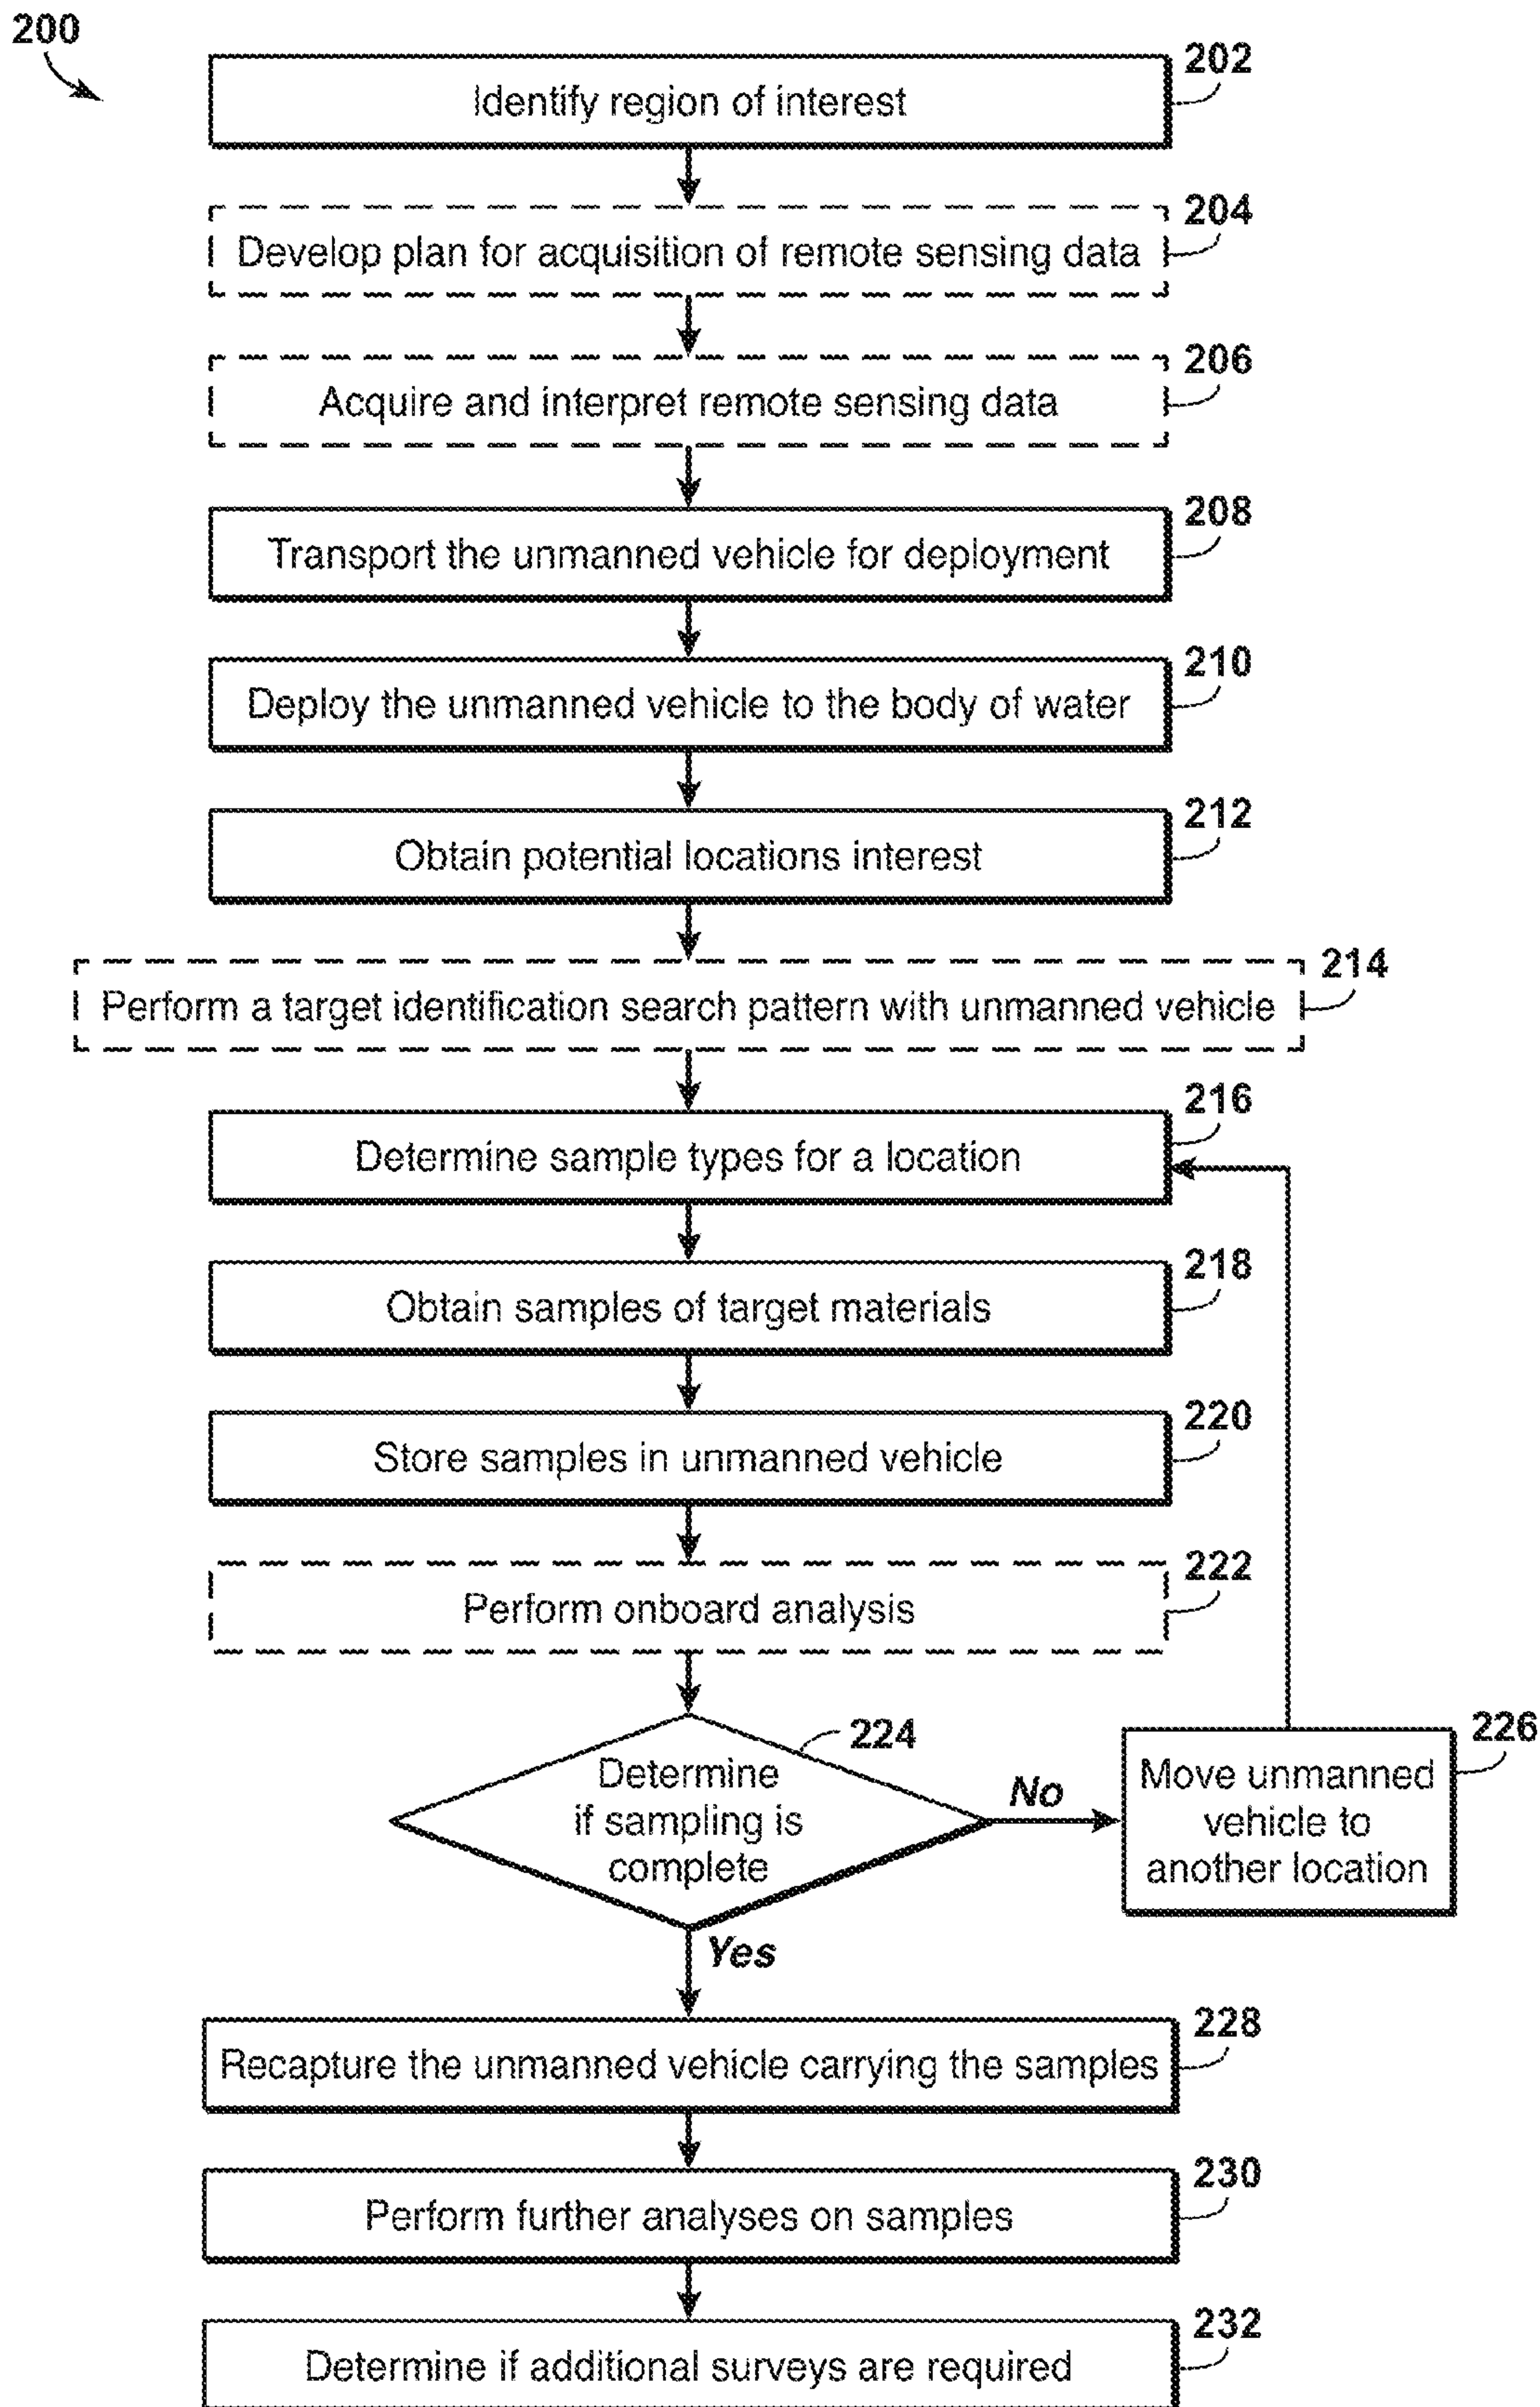 200
202
Identify region of interest
204
Develop plan for acquisition of remote sensing data
206
Acquire and interpret remote sensing data
208
Transport the unmanned vehicle for deployment
210
Deploy the unmanned vehicle to the body of water
212
Obtain potential locations interest
214
Perform a target identification search pattern with unmanned vehicle
216
Determine sample types for a location
218
Obtain samples of target materials
220
Store samples in unmanned vehicle
222
Perform onboard analysis
224
Determine
if sampling is
complete
No
226
Move unmanned
vehicle to
another location
Yes
228
Recapture the unmanned vehicle carrying the samples
230
Perform further analyses on samples
232
Determine if additional surveys are required